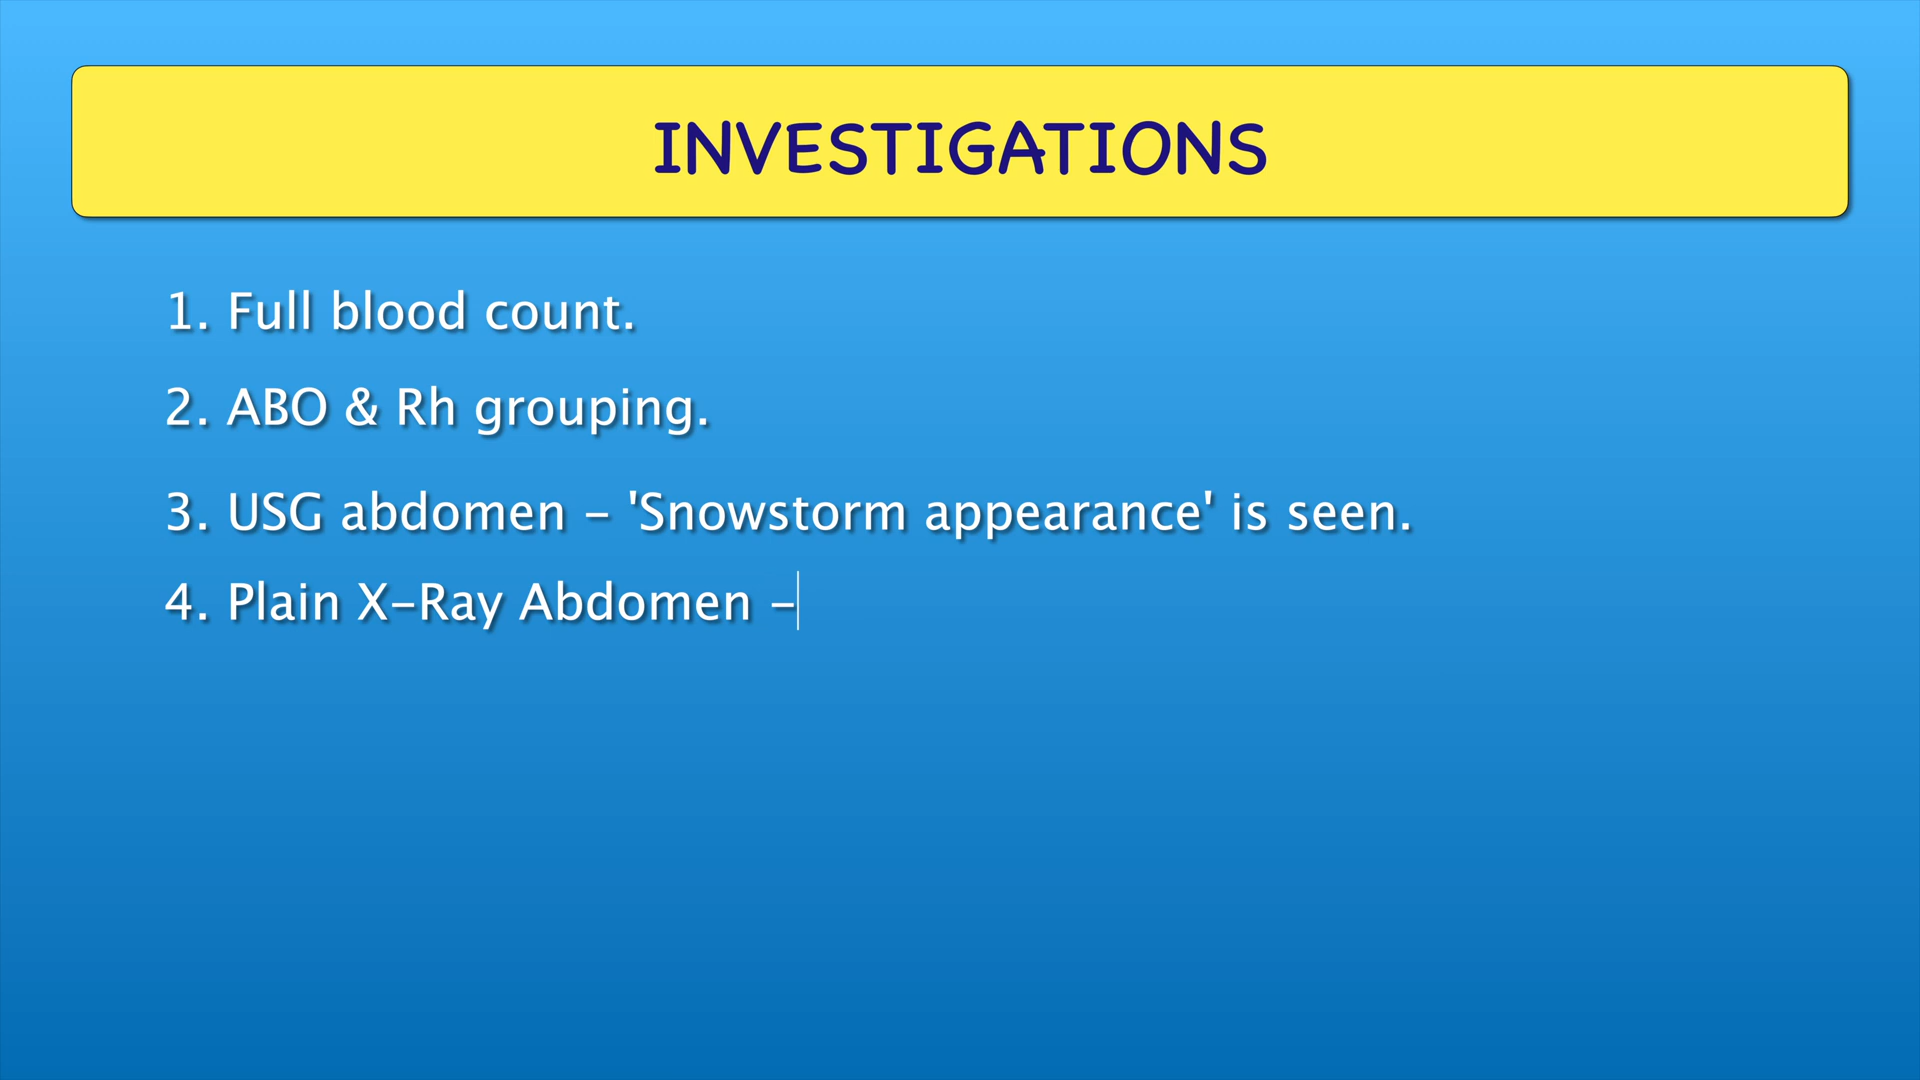 INVESTIGATIONS
1. Full blood count.
2. ABO & Rh grouping.
3. USG abdomen - 'Snowstorm appearance' is seen.
4. Plain X-Ray Abdomen -